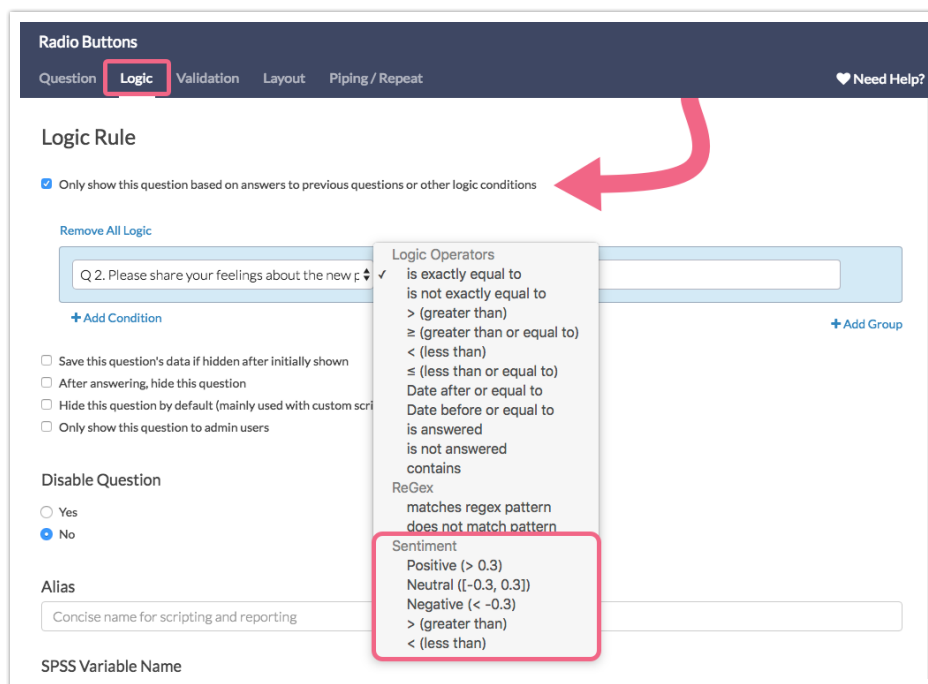 Radio Buttons
Question Logic Validation Layout Piping / Repeat Need Help?
Logic Rule
Only show this question based on answers to previous questions or other logic conditions
Remove All Logic
Q 2. Please share your feelings about the new p
Logic Operators
✓ is exactly equal to
is not exactly equal to
> (greater than)
≥ (greater than or equal to)
< (less than)
≤ (less than or equal to)
Date after or equal to
Date before or equal to
is answered
is not answered
contains
ReGex
matches regex pattern
does not match pattern
Sentiment
Positive (> 0.3)
Neutral ([-0.3, 0.3])
Negative (< -0.3)
> (greater than)
< (less than)
+ Add Condition
+ Add Group
Save this question's data if hidden after initially shown
After answering, hide this question
Hide this question by default (mainly used with custom scri
Only show this question to admin users
Disable Question
Yes
No
Alias
Concise name for scripting and reporting
SPSS Variable Name